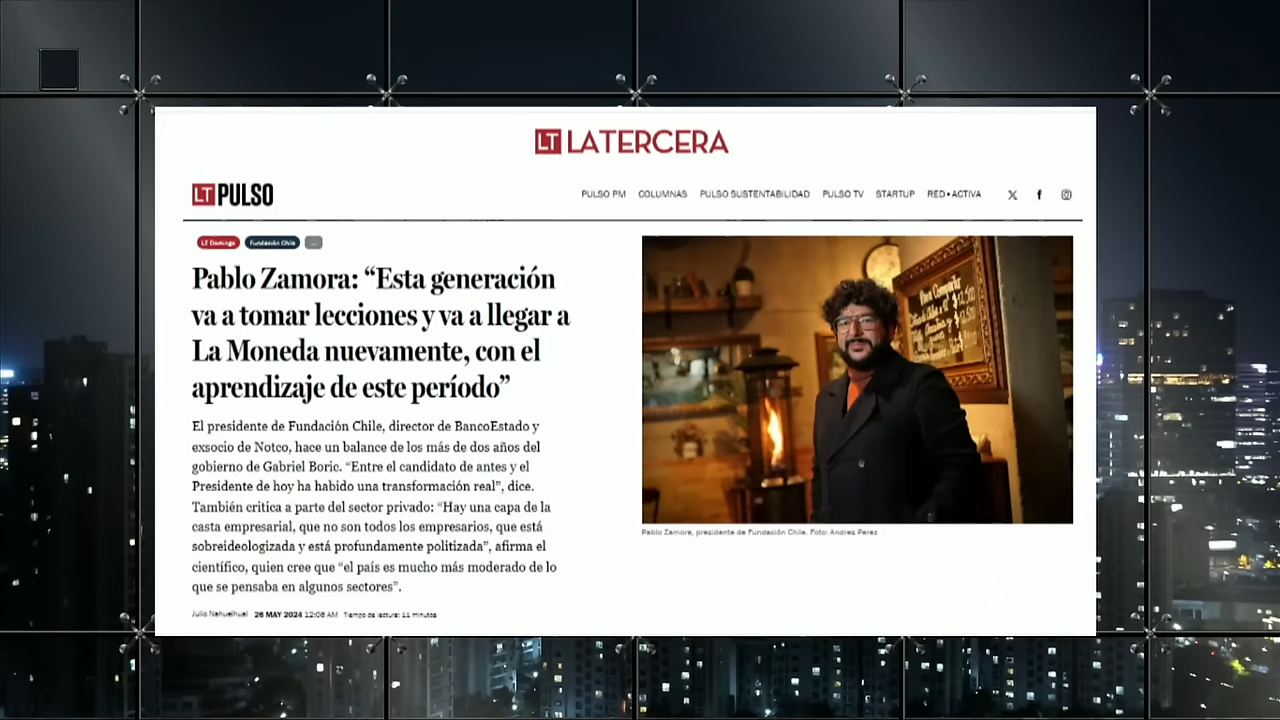 LT LATERCERA
LT PULSO
PULSO PM COLUMNAS PULSO SUSTENTABILIDAD PULSO TV STARTUP RED•ACTIVA
LT Domingo Fundación Chile ...
Pablo Zamora: “Esta generación
va a tomar lecciones y va a llegar a
La Moneda nuevamente, con el
aprendizaje de este período”
El presidente de Fundación Chile, director de BancoEstado y
exsocio de Notco, hace un balance de los más de dos años del
gobierno de Gabriel Boric. “Entre el candidato de antes y el
Presidente de hoy ha habido una transformación real”, dice.
También critica a parte del sector privado: “Hay una capa de la
casta empresarial, que no son todos los empresarios, que está
sobreideologizada y está profundamente politizada”, afirma el
científico, quien cree que “el país es mucho más moderado de lo
que se pensaba en algunos sectores”.
Julio Nahuelhual 26 MAY 2024 12:08 AM Tiempo de lectura: 11 minutos
Pablo Zamora, presidente de Fundación Chile. Foto: Andres Perez